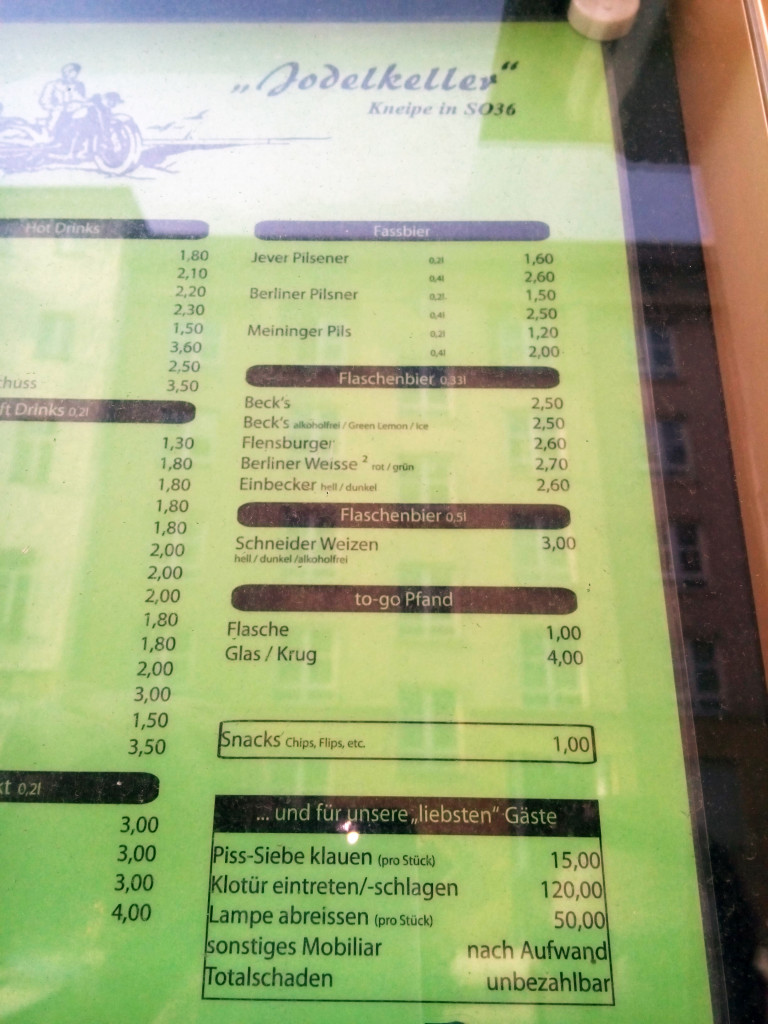 „Jodelkeller“
Kneipe in SO36
Hot Drinks
1,80
2,10
2,20
2,30
1,50
3,60
2,50
huss 3,50
ft Drinks 0,2l
1,30
1,80
1,80
1,80
1,80
2,00
2,00
2,00
1,80
1,80
2,00
3,00
1,50
3,50
kt 0,2l
3,00
3,00
3,00
4,00
Fassbier
Jever Pilsener 0,2l 1,60
0,4l 2,60
Berliner Pilsner 0,2l 1,50
0,4l 2,50
Meininger Pils 0,2l 1,20
0,4l 2,00
Flaschenbier 0,33l
Beck's 2,50
Beck's alkoholfrei / Green Lemon / Ice 2,50
Flensburger 2,60
Berliner Weisse ² rot / grün 2,70
Einbecker hell / dunkel 2,60
Flaschenbier 0,5l
Schneider Weizen 3,00
hell / dunkel /alkoholfrei
to-go Pfand
Flasche 1,00
Glas / Krug 4,00
Snacks Chips, Flips, etc. 1,00
... und für unsere „liebsten“ Gäste
Piss-Siebe klauen (pro Stück) 15,00
Klotür eintreten/-schlagen 120,00
Lampe abreissen (pro Stück) 50,00
sonstiges Mobiliar nach Aufwand
Totalschaden unbezahlbar